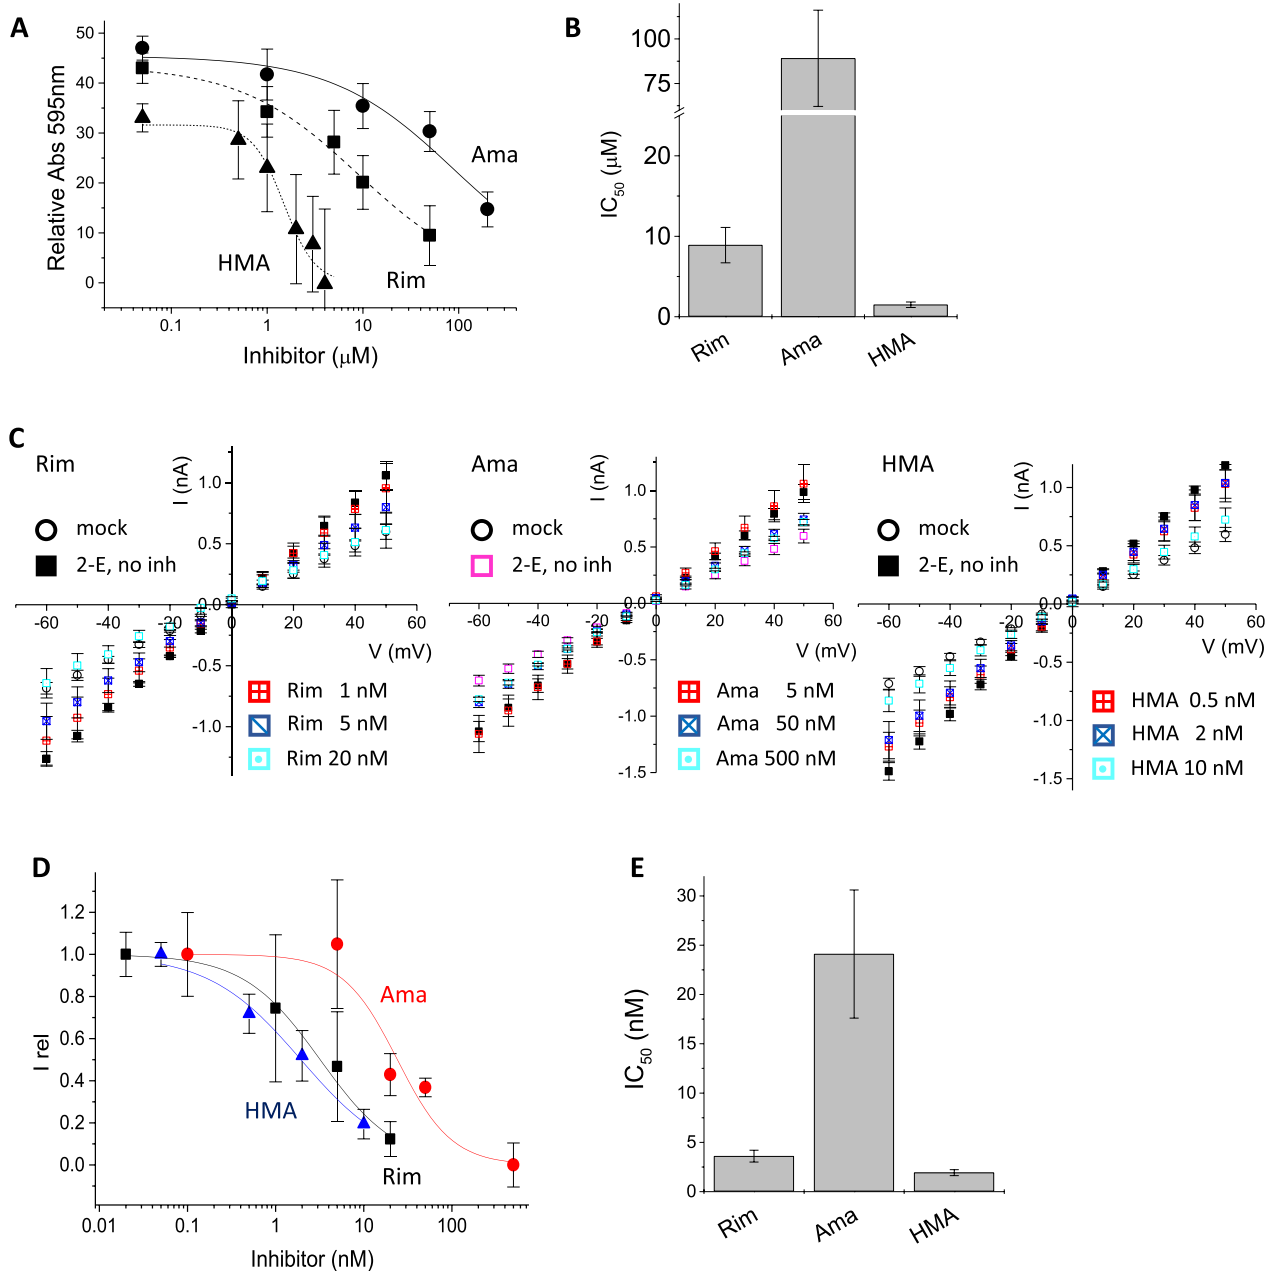 A
50
40
30
20
10
0
Relative Abs 595nm
Ama
HMA
Rim
0.1 1 10 100
Inhibitor (μM)
B
100
75
20
10
0
IC50 (μM)
Rim Ama HMA
C
Rim
mock
2-E, no inh
I (nA)
1.0
0.5
0.0
-0.5
-1.0
-60 -40 -20 0 20 40 60
V (mV)
Rim 1 nM
Rim 5 nM
Rim 20 nM
Ama
mock
2-E, no inh
I (nA)
1.0
0.5
0.0
-0.5
-1.0
-1.5
-60 -40 -20 0 20 40 60
V (mV)
Ama 5 nM
Ama 50 nM
Ama 500 nM
HMA
mock
2-E, no inh
I (nA)
1.0
0.5
0.0
-0.5
-1.0
-1.5
-60 -40 -20 0 20 40 60
V (mV)
HMA 0.5 nM
HMA 2 nM
HMA 10 nM
D
1.2
1.0
0.8
0.6
0.4
0.2
0.0
I rel
Ama
HMA
Rim
0.01 0.1 1 10 100
Inhibitor (nM)
E
30
25
20
15
10
5
0
IC50 (nM)
Rim Ama HMA